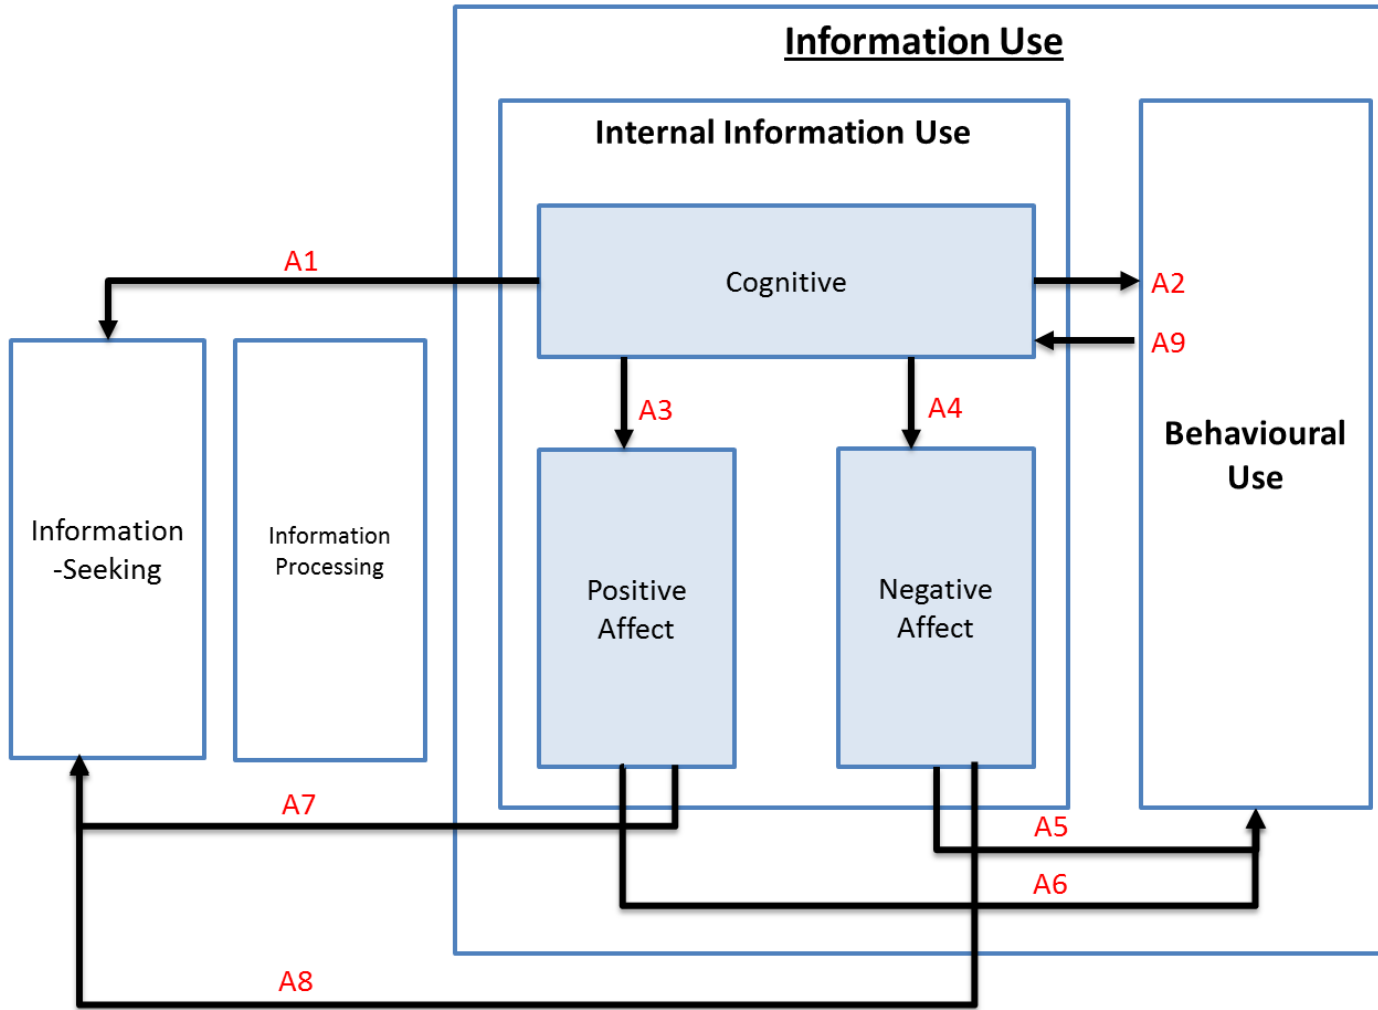 Information Use
Internal Information Use
A1
Cognitive
A2
A9
A3
A4
Behavioural
Use
Information
-Seeking
Information
Processing
Positive
Affect
Negative
Affect
A7
A5
A6
A8